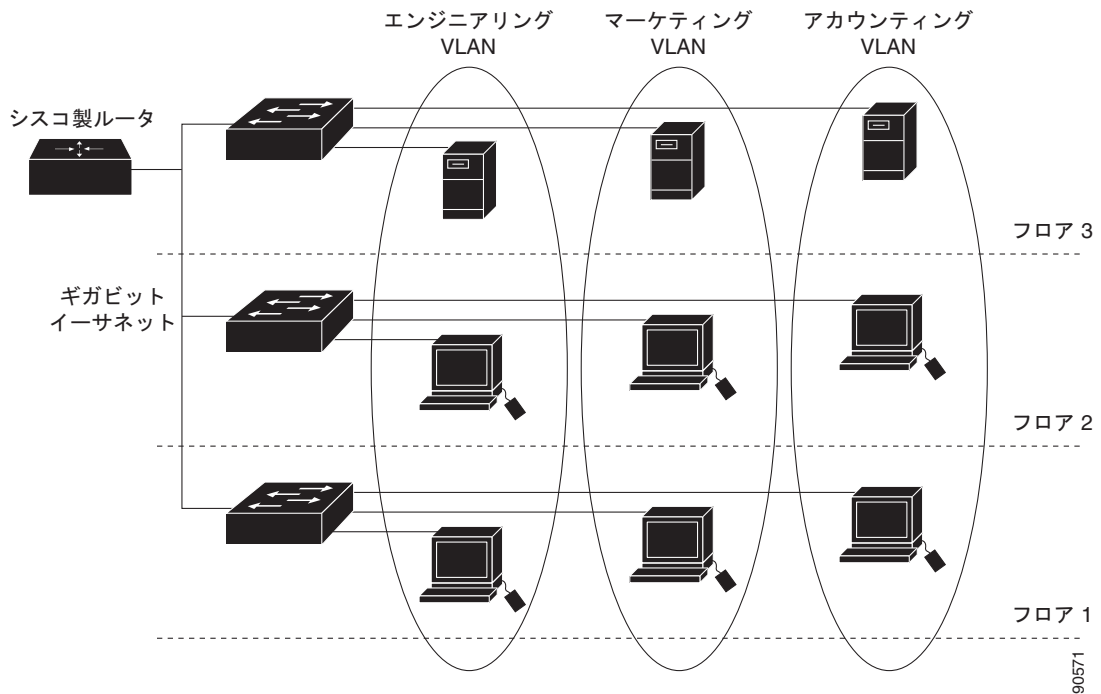 エンジニアリング
VLAN
マーケティング
VLAN
アカウンティング
VLAN
シスコ製ルータ
フロア 3
ギガビット
イーサネット
フロア 2
フロア 1
90571